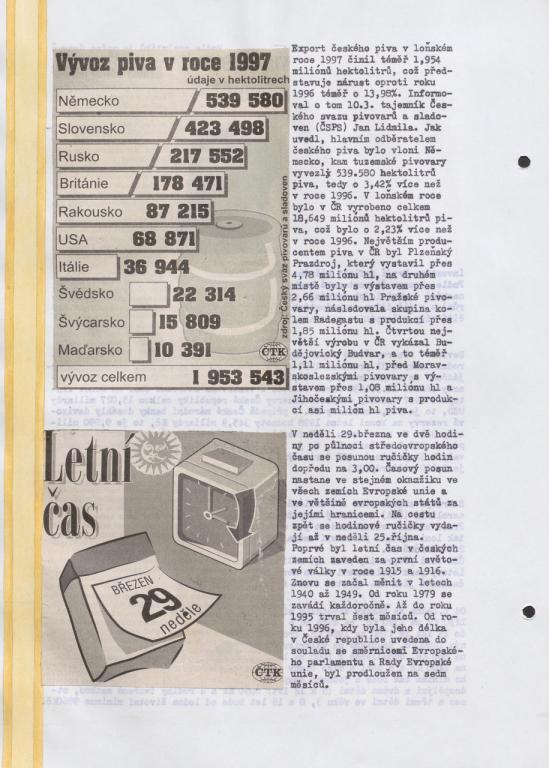 Vývoz piva v roce 1997
údaje v hektolitrech
Německo 539 580
Slovensko 423 498
Rusko 217 552
Británie 178 471
Rakousko 87 215
USA 68 871
Itálie 36 944
Švédsko 22 314
Švýcarsko 15 809
Maďarsko 10 391
vývoz celkem 1 953 543
zdroj: Český svaz pivovarů a sladoven
ČTK
Export českého piva v loňském
roce 1997 činil téměř 1,954
miliónů hektolitrů, což před-
stavuje nárust oproti roku
1996 téměř o 13,98%. Informo-
val o tom 10.3. tajemník Čes-
kého svazu pivovarů a slado-
ven (ČSPS) Jan Lidmila. Jak
uvedl, hlavním odběratelem
českého piva bylo vloni Ně-
mecko, kam tuzemské pivovary
vyvezly 539.580 hektolitrů
piva, tedy o 3,42% více než
v roce 1996. V loňském roce
bylo v ČR vyrobeno celkem
18,649 miliónů hektolitrů pi-
va, což bylo o 2,23% více než
v roce 1996. Největším produ-
centem piva v ČR byl Plzeňský
Prazdroj, který vystavil přes
4,78 miliónů hl, na druhém
místě byly s výstavem přes
2,66 miliónu hl Pražské pivo-
vary, následovala skupina ko-
lem Radegastu s produkcí přes
1,85 miliónu hl. Čtvrtou nej-
větší výrobu v ČR vykázal Bu-
dějovický Budvar, a to téměř
1,11 miliónu hl, před Morav-
skoslezskými pivovary s vý-
stavem přes 1,08 miliónu hl a
Jihočeskými pivovary s produk-
cí asi milión hl piva.
Letní
čas
BŘEZEN
29
neděle
ČTK
V neděli 29.března ve dvě hodi-
ny po půlnoci středoevropského
času se posunou ručičky hodin
dopředu na 3,00. Časový posun
nastane ve stejném okamžiku ve
všech zemích Evropské unie a
ve většině evropských států za
jejími hranicemi. Na cestu
zpět se hodinové ručičky vyda-
jí až v neděli 25.října.
Poprvé byl letní čas v českých
zemích zaveden za první světo-
vé války v roce 1915 a 1916.
Znovu se začal měnit v letech
1940 až 1949. Od roku 1979 se
zavádí každoročně. Až do roku
1995 trval šest měsíců. Od ro-
ku 1996, kdy byla jeho délka
v České republice uvedena do
souladu se směrnicemi Evropské-
ho parlamentu a Rady Evropské
unie, byl prodloužen na sedm
měsíců.